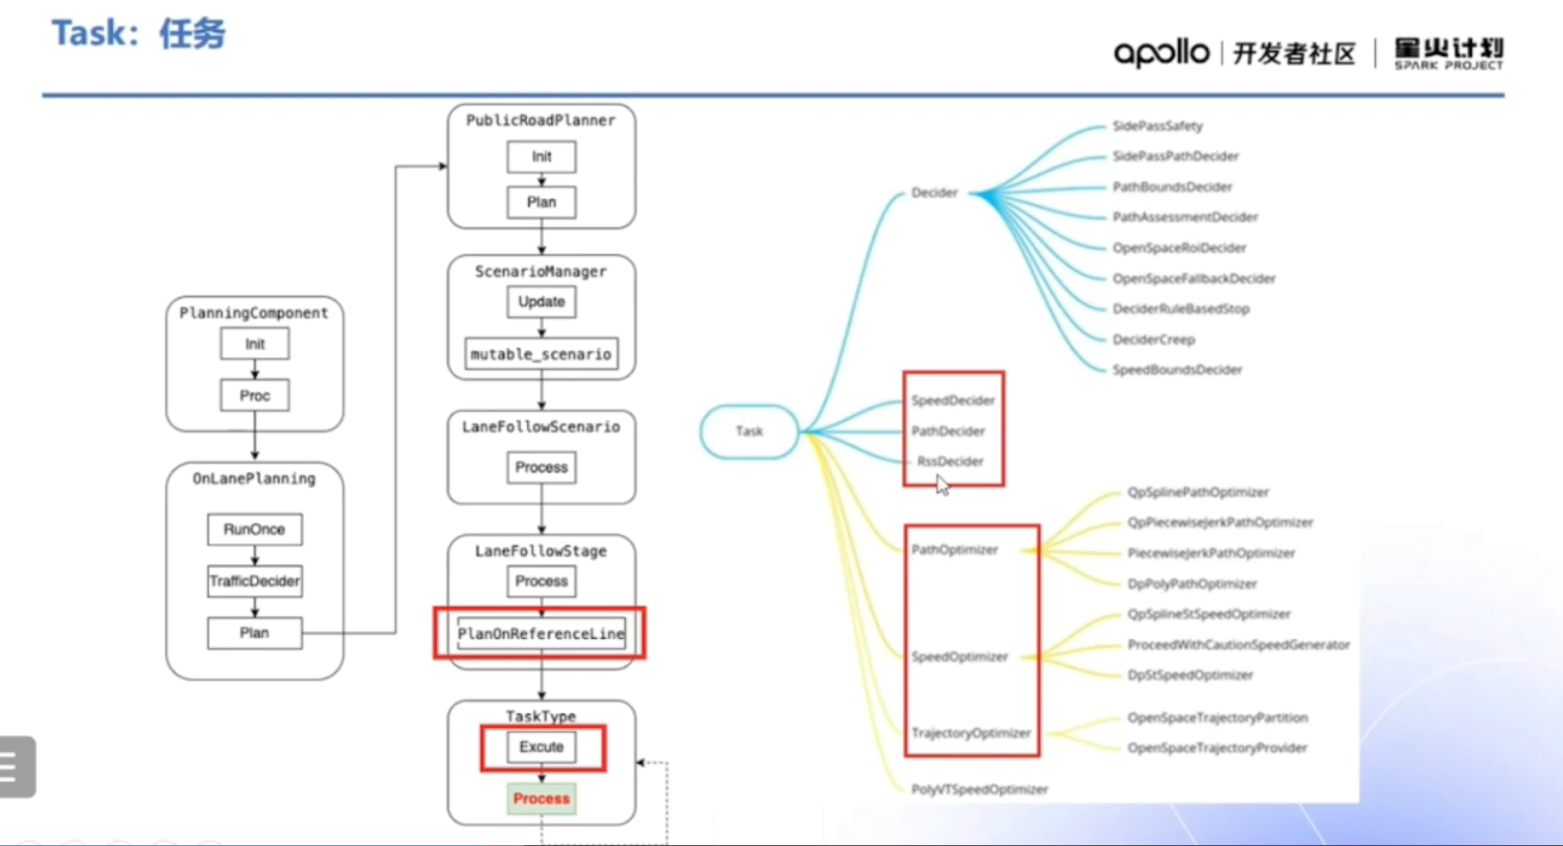 Task：任务
apollo 开发者社区 星火计划
SPARK PROJECT
PlanningComponent
Init
Proc
OnLanePlanning
RunOnce
TrafficDecider
Plan
PublicRoadPlanner
Init
Plan
ScenarioManager
Update
mutable_scenario
LaneFollowScenario
Process
LaneFollowStage
Process
PlanOnReferenceLine
TaskType
Excute
Process
Task
Decider
SidePassSafety
SidePassPathDecider
PathBoundsDecider
PathAssessmentDecider
OpenSpaceRoiDecider
OpenSpaceFallbackDecider
DeciderRuleBasedStop
DeciderCreep
SpeedBoundsDecider
SpeedDecider
PathDecider
RssDecider
PathOptimizer
QpSplinePathOptimizer
QpPiecewiseJerkPathOptimizer
PiecewiseJerkPathOptimizer
DpPolyPathOptimizer
SpeedOptimizer
QpSplineStSpeedOptimizer
ProceedWithCautionSpeedGenerator
DpStSpeedOptimizer
TrajectoryOptimizer
OpenSpaceTrajectoryPartition
OpenSpaceTrajectoryProvider
PolyVTSpeedOptimizer